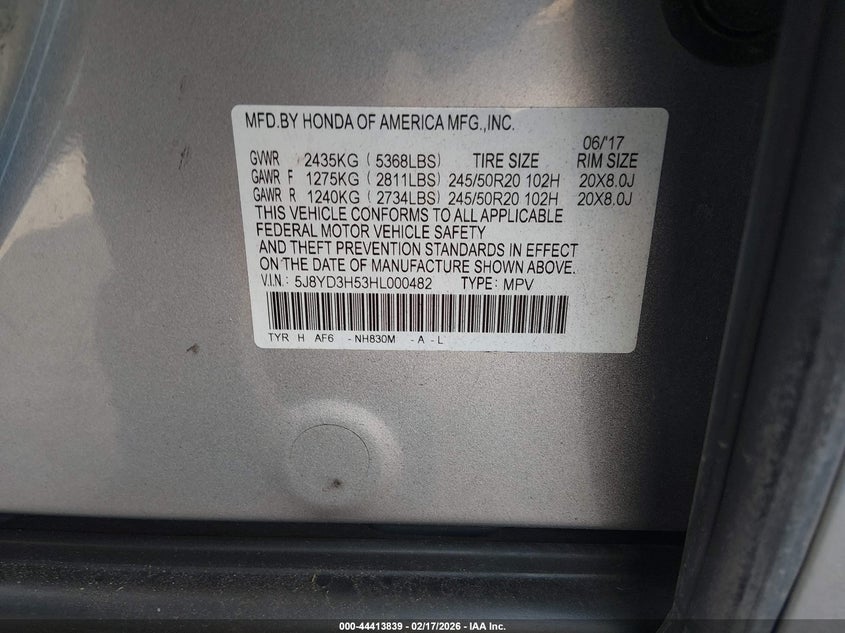 MFD.BY HONDA OF AMERICA MFG.,INC.
06/'17
GVWR 2435KG ( 5368LBS) TIRE SIZE RIM SIZE
GAWR F 1275KG ( 2811LBS) 245/50R20 102H 20X8.0J
GAWR R 1240KG ( 2734LBS) 245/50R20 102H 20X8.0J
THIS VEHICLE CONFORMS TO ALL APPLICABLE
FEDERAL MOTOR VEHICLE SAFETY
AND THEFT PREVENTION STANDARDS IN EFFECT
ON THE DATE OF MANUFACTURE SHOWN ABOVE.
V.I.N.: 5J8YD3H53HL000482 TYPE: MPV
TYR H AF6 -NH830M -A -L
000-44413839 - 02/17/2026 - IAA Inc.